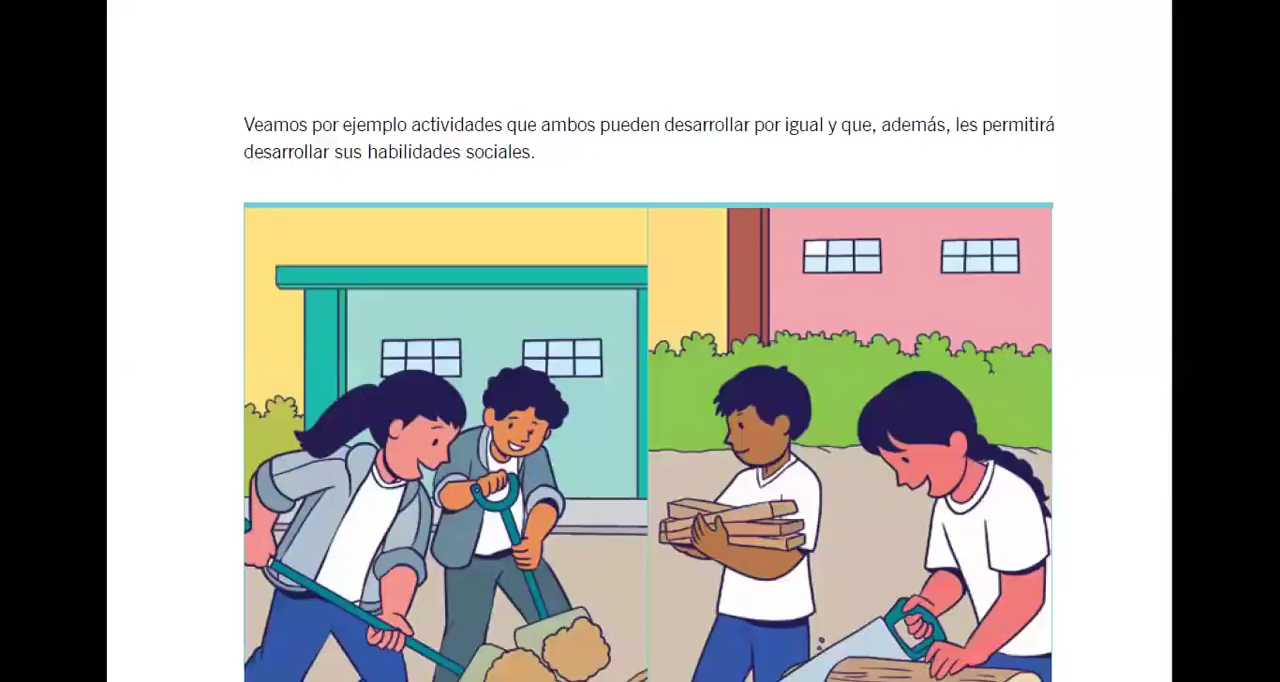 Veamos por ejemplo actividades que ambos pueden desarrollar por igual y que, además, les permitirá
desarrollar sus habilidades sociales.